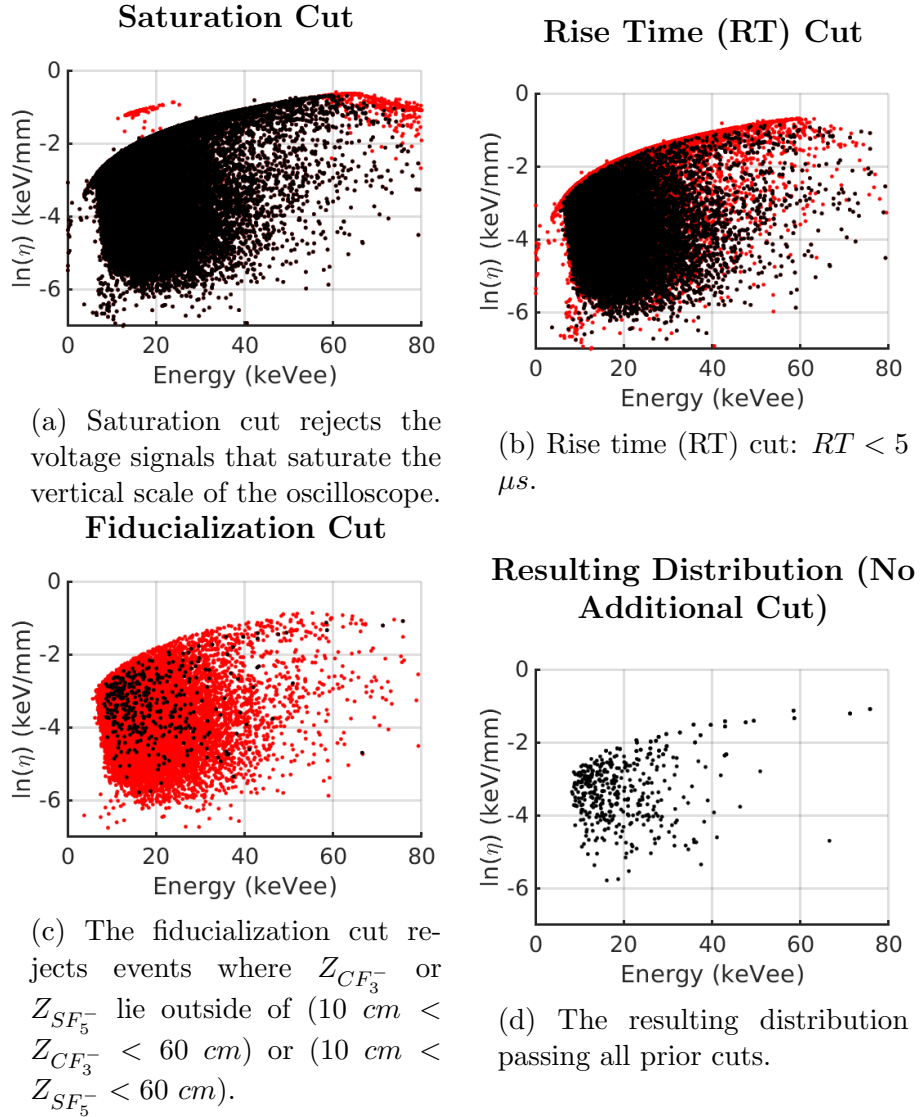 Saturation Cut
0
-2
-4
-6
ln(η) (keV/mm)
0 20 40 60 80
Energy (keVee)
(a) Saturation cut rejects the
voltage signals that saturate the
vertical scale of the oscilloscope.
Rise Time (RT) Cut
0
-2
-4
-6
ln(η) (keV/mm)
0 20 40 60 80
Energy (keVee)
(b) Rise time (RT) cut: RT < 5
μs.
Fiducialization Cut
0
-2
-4
-6
ln(η) (keV/mm)
0 20 40 60 80
Energy (keVee)
(c) The fiducialization cut re-
jects events where Z_{CF_3^-} or
Z_{SF_5^-} lie outside of (10 cm <
Z_{CF_3^-} < 60 cm) or (10 cm <
Z_{SF_5^-} < 60 cm).
Resulting Distribution (No
Additional Cut)
0
-2
-4
-6
ln(η) (keV/mm)
0 20 40 60 80
Energy (keVee)
(d) The resulting distribution
passing all prior cuts.